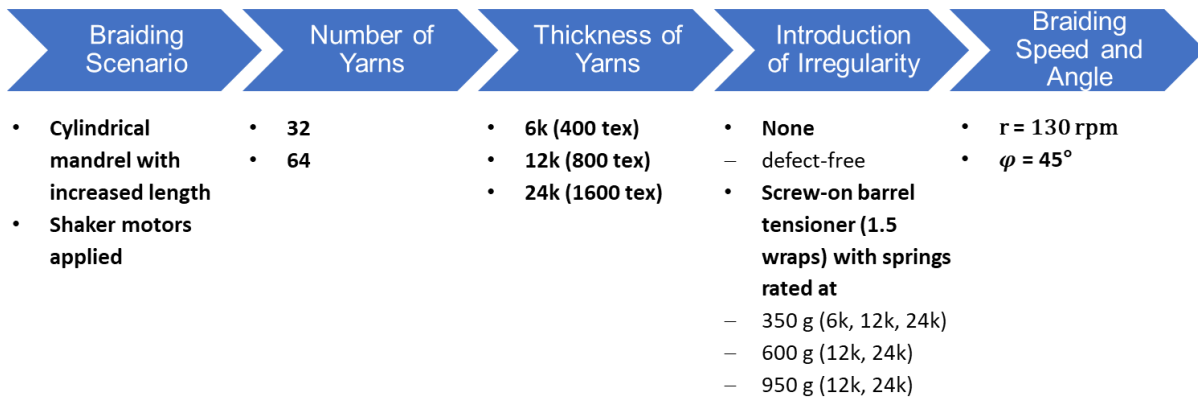 Braiding
Scenario
Number of
Yarns
Thickness of
Yarns
Introduction
of Irregularity
Braiding
Speed and
Angle
• Cylindrical
mandrel with
increased length
• Shaker motors
applied
• 32
• 64
• 6k (400 tex)
• 12k (800 tex)
• 24k (1600 tex)
• None
– defect-free
• Screw-on barrel
tensioner (1.5
wraps) with springs
rated at
– 350 g (6k, 12k, 24k)
– 600 g (12k, 24k)
– 950 g (12k, 24k)
• r = 130 rpm
• φ = 45°